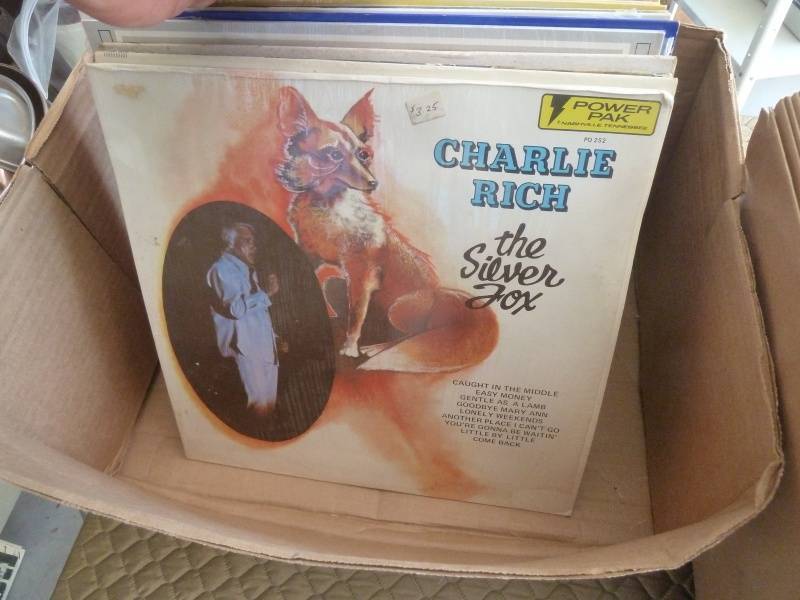 $3.25
POWER
PAK
NASHVILLE, TENNESSEE
PO 252
CHARLIE
RICH
the
Silver
Fox
CAUGHT IN THE MIDDLE
EASY MONEY
GENTLE AS A LAMB
GOODBYE MARY ANN
LONELY WEEKENDS
ANOTHER PLACE I CAN'T GO
YOU'RE GONNA BE WAITIN'
LITTLE BY LITTLE
COME BACK